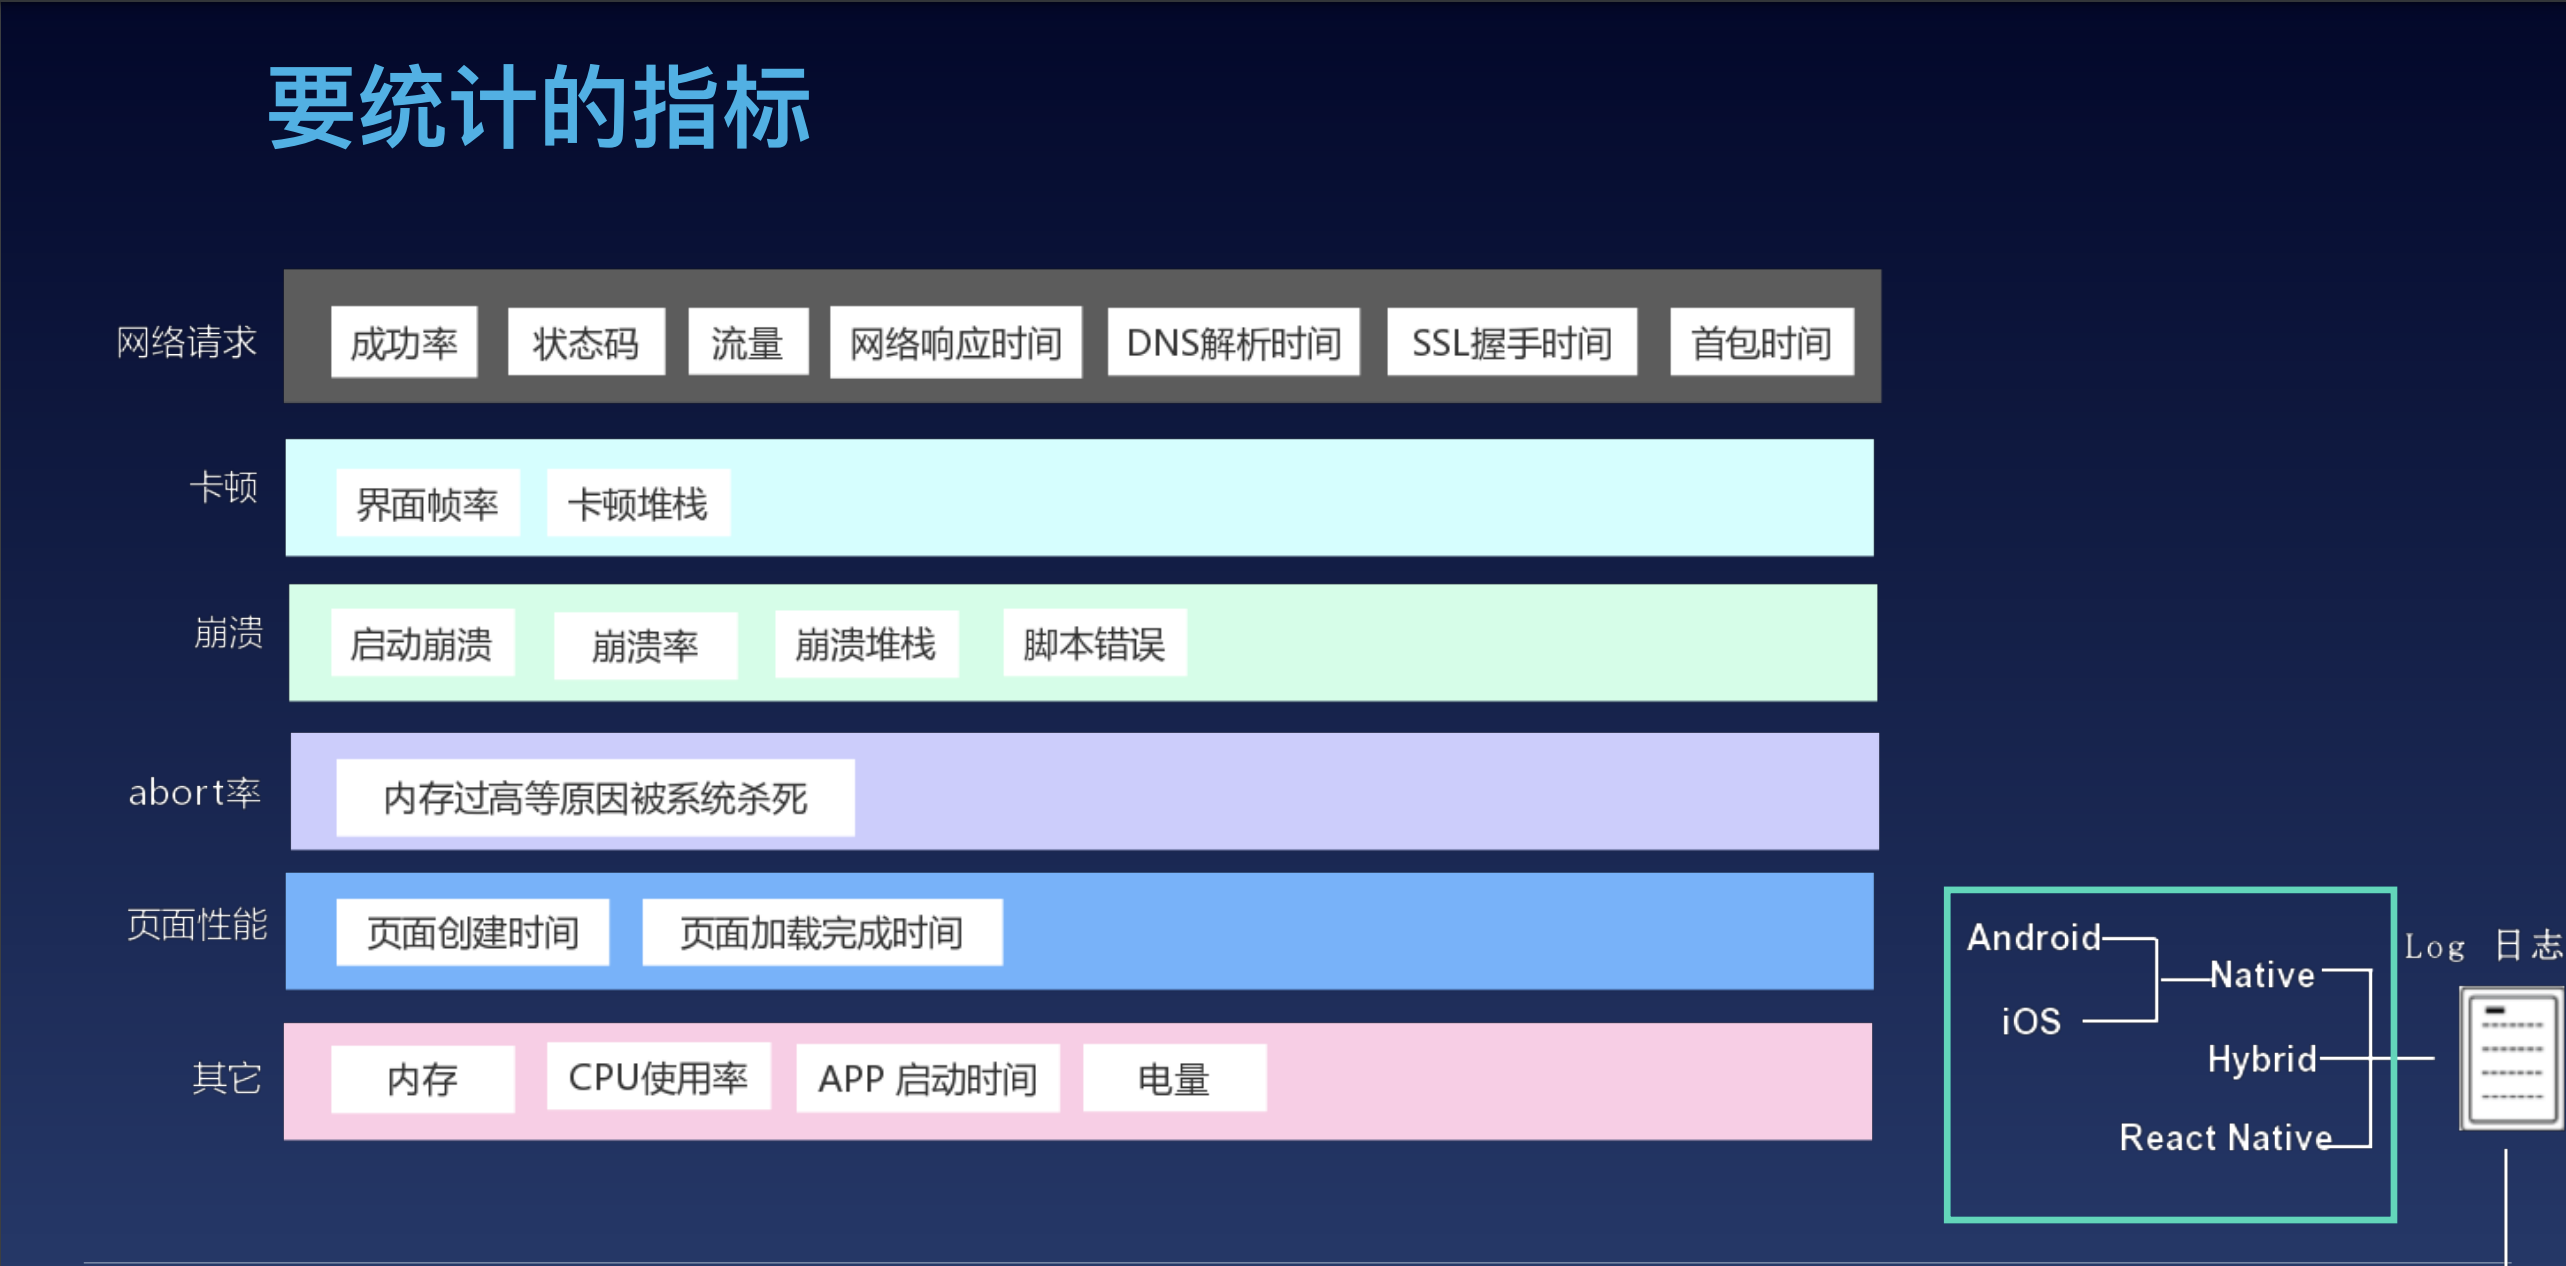 要统计的指标
网络请求 成功率 状态码 流量 网络响应时间 DNS解析时间 SSL握手时间 首包时间
卡顿 界面帧率 卡顿堆栈
崩溃 启动崩溃 崩溃率 崩溃堆栈 脚本错误
abort率 内存过高等原因被系统杀死
页面性能 页面创建时间 页面加载完成时间
其它 内存 CPU使用率 APP 启动时间 电量
Android
Native
iOS
Hybrid
React Native
Log 日志